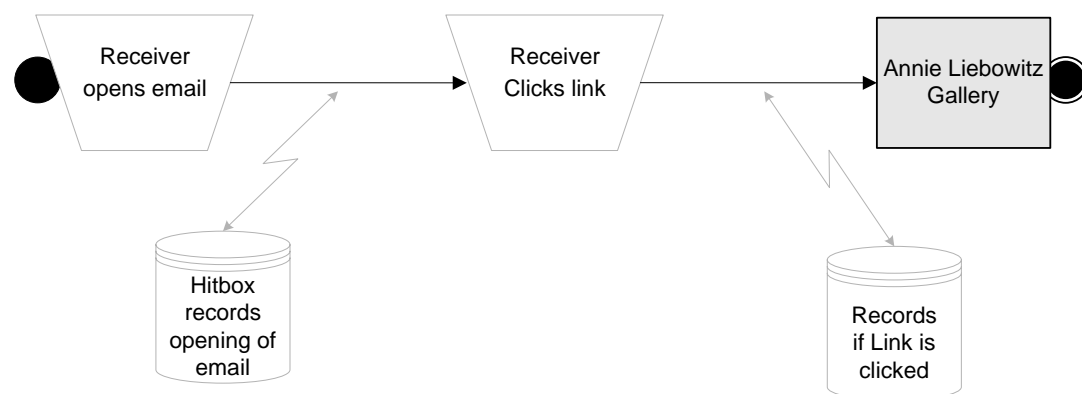 Receiver
opens email
Receiver
Clicks link
Annie Liebowitz
Gallery
Hitbox
records
opening of
email
Records
if Link is
clicked